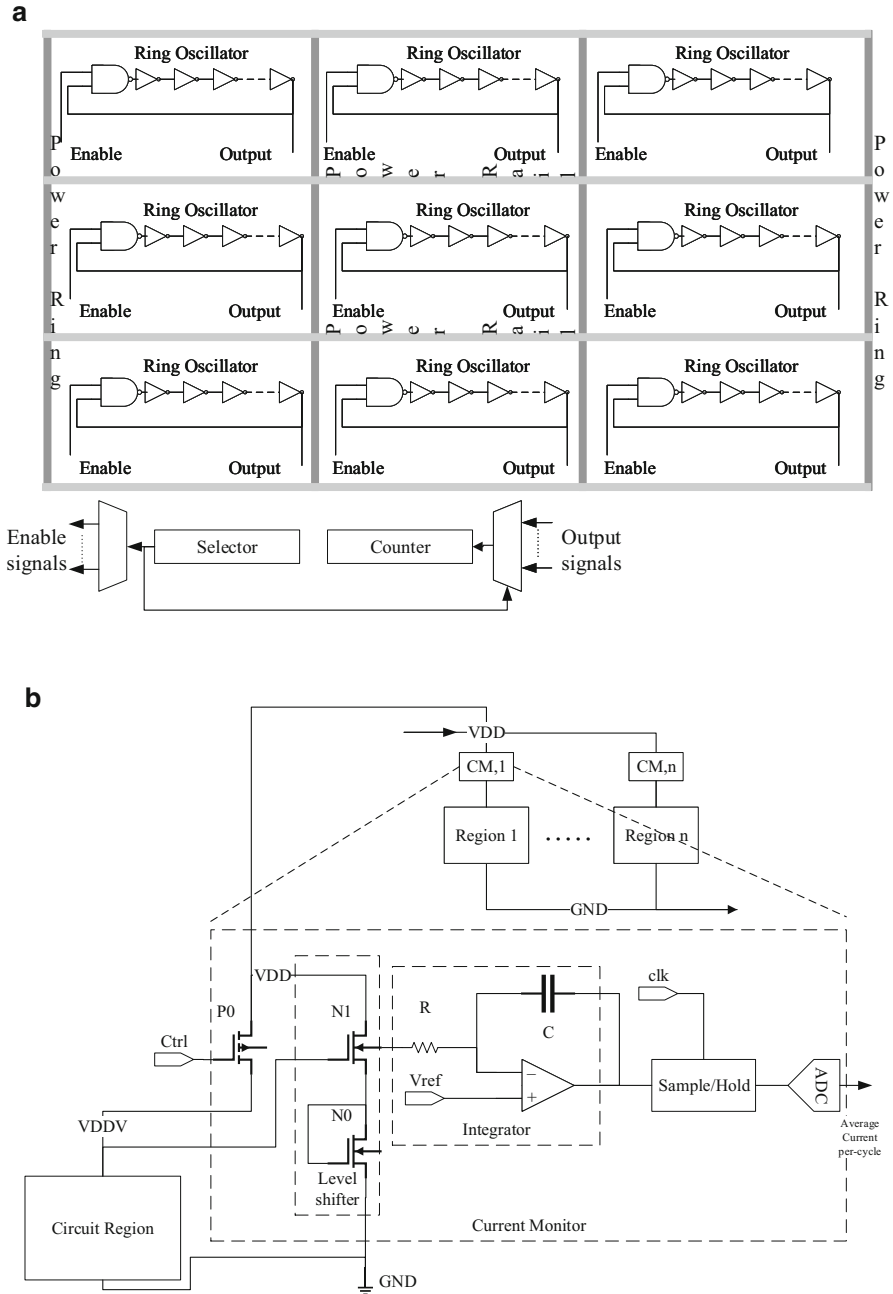 a
Ring Oscillator
Ring Oscillator
Ring Oscillator
Enable
Output
Enable
Output
Enable
Output
Power Ring
Power Rail
Power Ring
Ring Oscillator
Ring Oscillator
Ring Oscillator
Enable
Output
Enable
Output
Enable
Output
Power Rail
Ring Oscillator
Ring Oscillator
Ring Oscillator
Enable
Output
Enable
Output
Enable
Output
Enable
signals
Selector
Counter
Output
signals
b
VDD
CM,1
CM,n
Region 1
.....
Region n
GND
VDD
clk
P0
N1
R
C
Ctrl
Vref
−
+
Sample/Hold
ADC
VDDV
N0
Integrator
Average
Current
per-cycle
Level
shifter
Circuit Region
Current Monitor
GND